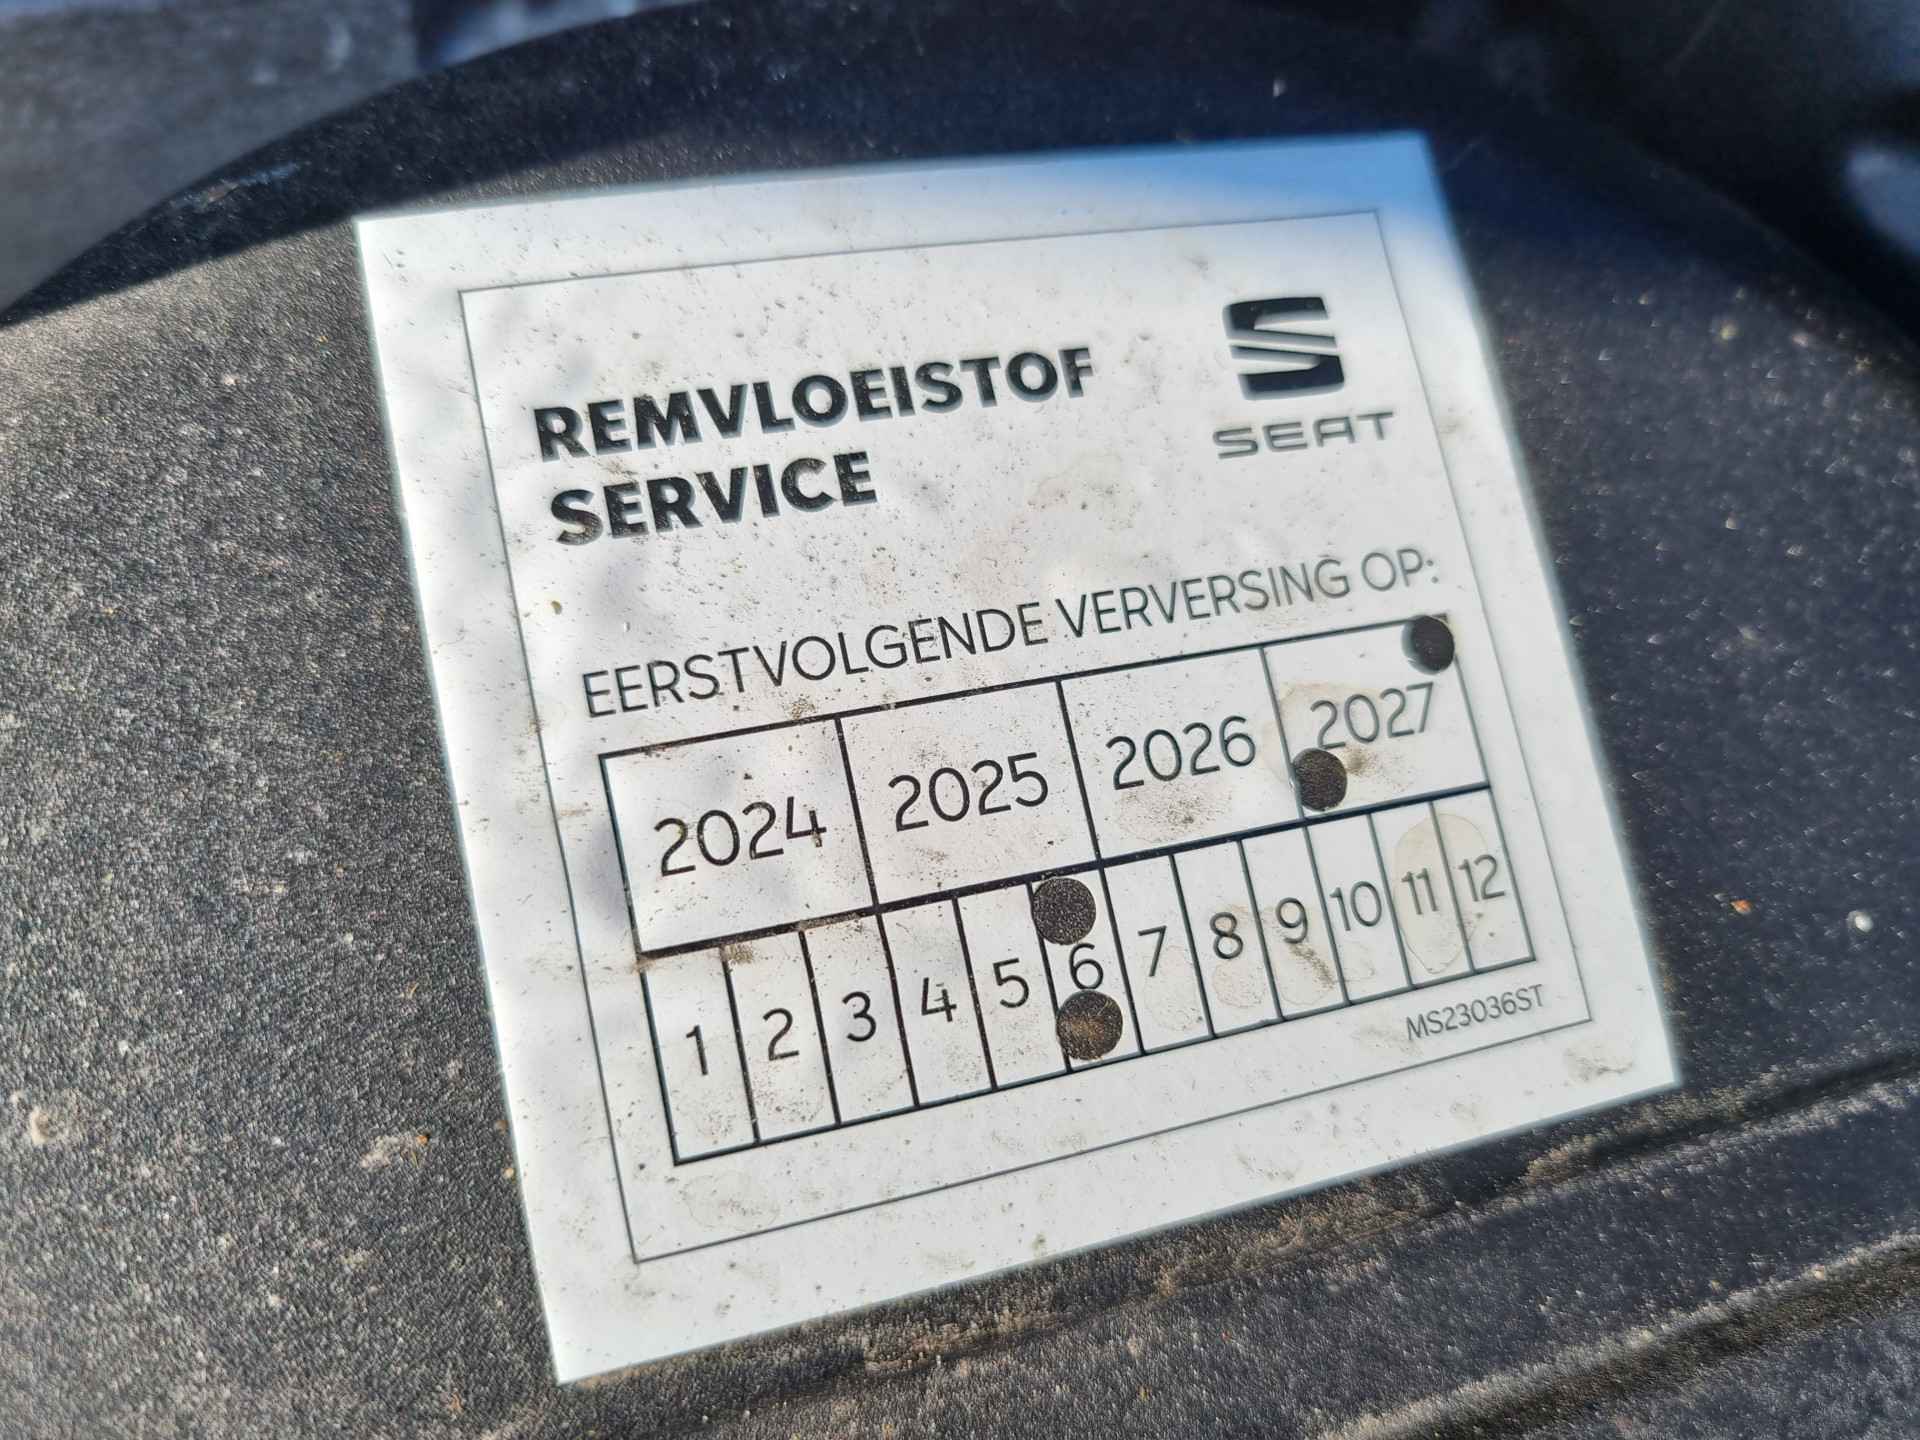 REMVLOEISTOF
SERVICE
SEAT
EERSTVOLGENDE VERVERSING OP:
2024 2025 2026 2027
1 2 3 4 5 6 7 8 9 10 11 12
MS23036ST